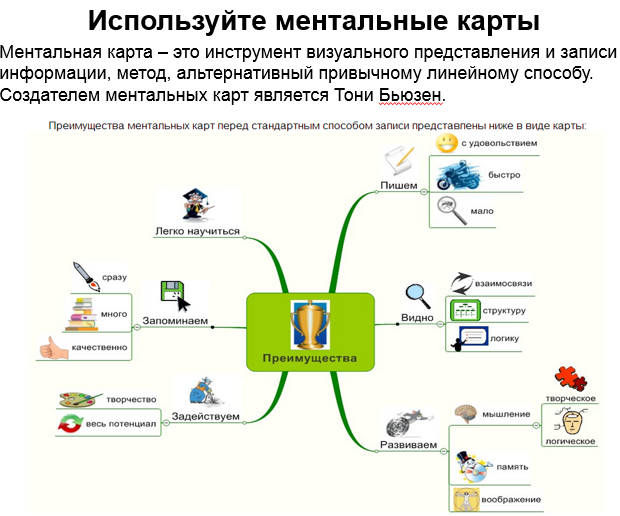 Используйте ментальные карты
Ментальная карта – это инструмент визуального представления и записи
информации, метод, альтернативный привычному линейному способу.
Создателем ментальных карт является Тони Бьюзен.
Преимущества ментальных карт перед стандартным способом записи представлены ниже в виде карты:
Преимущества
Пишем
с удовольствием
быстро
мало
Видно
взаимосвязи
структуру
логику
Развиваем
мышление
творческое
логическое
память
воображение
Легко научиться
Запоминаем
сразу
много
качественно
Задействуем
творчество
весь потенциал